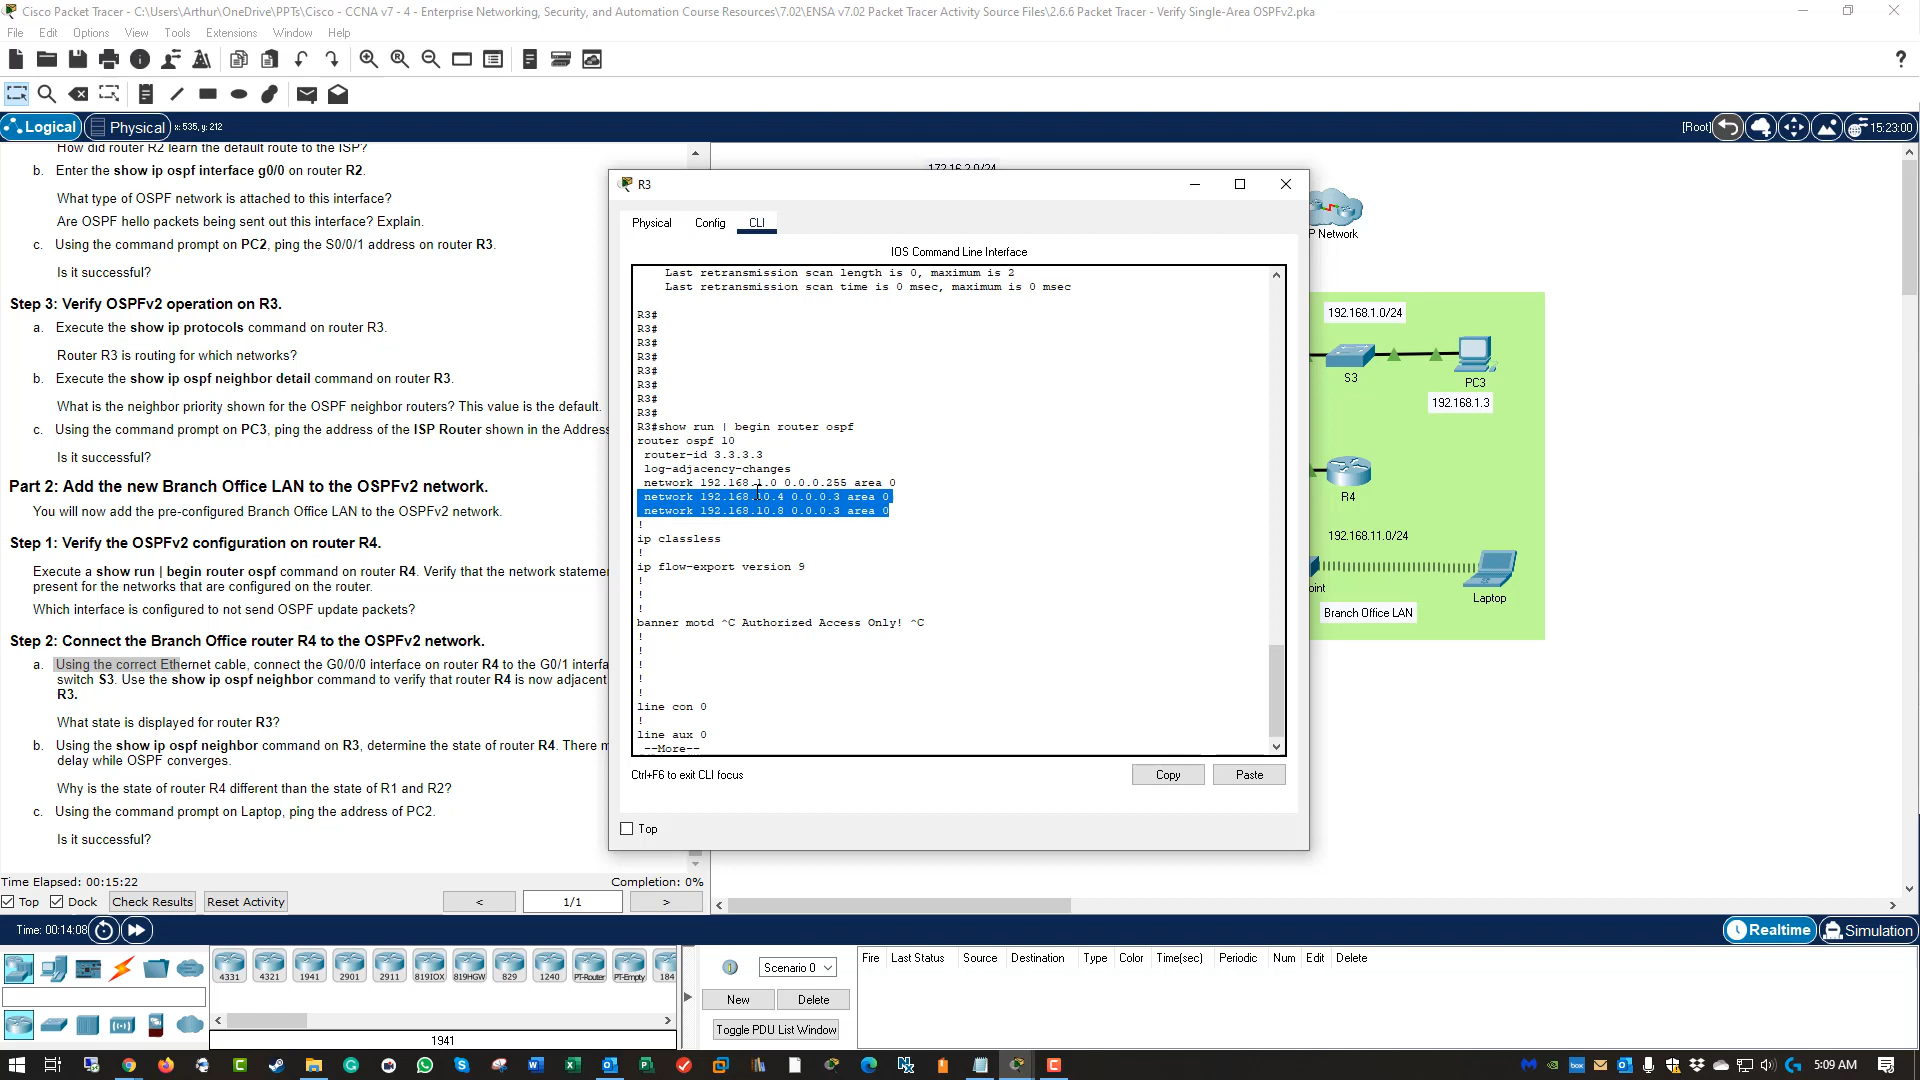 Cisco Packet Tracer - C:\Users\Arthur\OneDrive\PPTs\Cisco - CCNA v7 - 4 - Enterprise Networking, Security, and Automation Course Resources\7.02\ENSA v7.02 Packet Tracer Activity Source Files\2.6.6 Packet Tracer - Verify Single-Area OSPFv2.pka
File Edit Options View Tools Extensions Window Help
Logical Physical x: 535, y: 212 [Root] 15:23:00
How did router R2 learn the default route to the ISP?
b. Enter the show ip ospf interface g0/0 on router R2.
What type of OSPF network is attached to this interface?
Are OSPF hello packets being sent out this interface? Explain.
c. Using the command prompt on PC2, ping the S0/0/1 address on router R3.
Is it successful?
Step 3: Verify OSPFv2 operation on R3.
a. Execute the show ip protocols command on router R3.
Router R3 is routing for which networks?
b. Execute the show ip ospf neighbor detail command on router R3.
What is the neighbor priority shown for the OSPF neighbor routers? This value is the default.
c. Using the command prompt on PC3, ping the address of the ISP Router shown in the Address
Is it successful?
Part 2: Add the new Branch Office LAN to the OSPFv2 network.
You will now add the pre-configured Branch Office LAN to the OSPFv2 network.
Step 1: Verify the OSPFv2 configuration on router R4.
Execute a show run | begin router ospf command on router R4. Verify that the network statemer
present for the networks that are configured on the router.
Which interface is configured to not send OSPF update packets?
Step 2: Connect the Branch Office router R4 to the OSPFv2 network.
a. Using the correct Ethernet cable, connect the G0/0/0 interface on router R4 to the G0/1 interfa
switch S3. Use the show ip ospf neighbor command to verify that router R4 is now adjacent
R3.
What state is displayed for router R3?
b. Using the show ip ospf neighbor command on R3, determine the state of router R4. There m
delay while OSPF converges.
Why is the state of router R4 different than the state of R1 and R2?
c. Using the command prompt on Laptop, ping the address of PC2.
Is it successful?
Time Elapsed: 00:15:22 Completion: 0%
Top Dock Check Results Reset Activity < 1/1 >
172.16.2.0/24
R3
Physical Config CLI
IOS Command Line Interface
Last retransmission scan length is 0, maximum is 2
Last retransmission scan time is 0 msec, maximum is 0 msec
R3#
R3#
R3#
R3#
R3#
R3#
R3#
R3#
R3#show run | begin router ospf
router ospf 10
router-id 3.3.3.3
log-adjacency-changes
network 192.168.1.0 0.0.0.255 area 0
network 192.168.10.4 0.0.0.3 area 0
network 192.168.10.8 0.0.0.3 area 0
!
ip classless
!
ip flow-export version 9
!
!
!
banner motd ^C Authorized Access Only! ^C
!
!
!
!
!
line con 0
!
line aux 0
--More--
Ctrl+F6 to exit CLI focus Copy Paste
Top
P Network
192.168.1.0/24
S3
PC3
192.168.1.3
R4
192.168.11.0/24
oint
Laptop
Branch Office LAN
Time: 00:14:08 Realtime Simulation
4331 4321 1941 2901 2911 819IOX 819HGW 829 1240 PT-Router PT-Empty 184
1941
Scenario 0
New Delete
Toggle PDU List Window
Fire Last Status Source Destination Type Color Time(sec) Periodic Num Edit Delete
5:09 AM